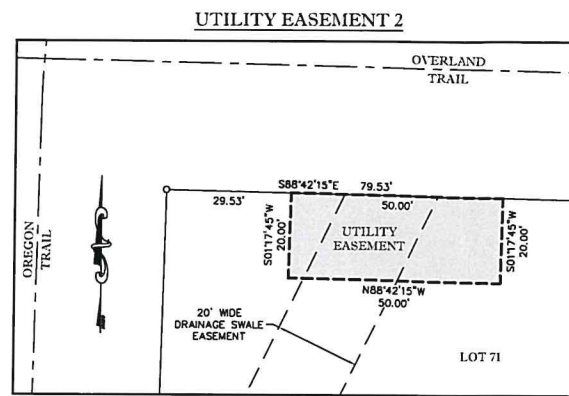 UTILITY EASEMENT 2
OVERLAND
TRAIL
S88°42'15"E 79.53'
29.53'
50.00'
OREGON
TRAIL
S01°17'45"W
20.00'
UTILITY
EASEMENT
S01°17'45"W
20.00'
N88°42'15"W
50.00'
20' WIDE
DRAINAGE SWALE
EASEMENT
LOT 71